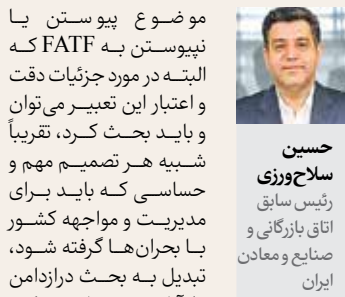 موضوع پیوستن یا
نپیوستن به FATF که
البته در مورد جزئیات دقت
و اعتبار این تعبیر می‌توان
و باید بحث کرد، تقریباً
شبیه هر تصمیم مهم و
حساسی که باید برای
مدیریت و مواجهه کشور
با بحران‌ها گرفته شود،
تبدیل به بحث درازدامن
حسین
سلاح‌ورزی
رئیس سابق
اتاق بازرگانی و
صنایع و معادن
ایران